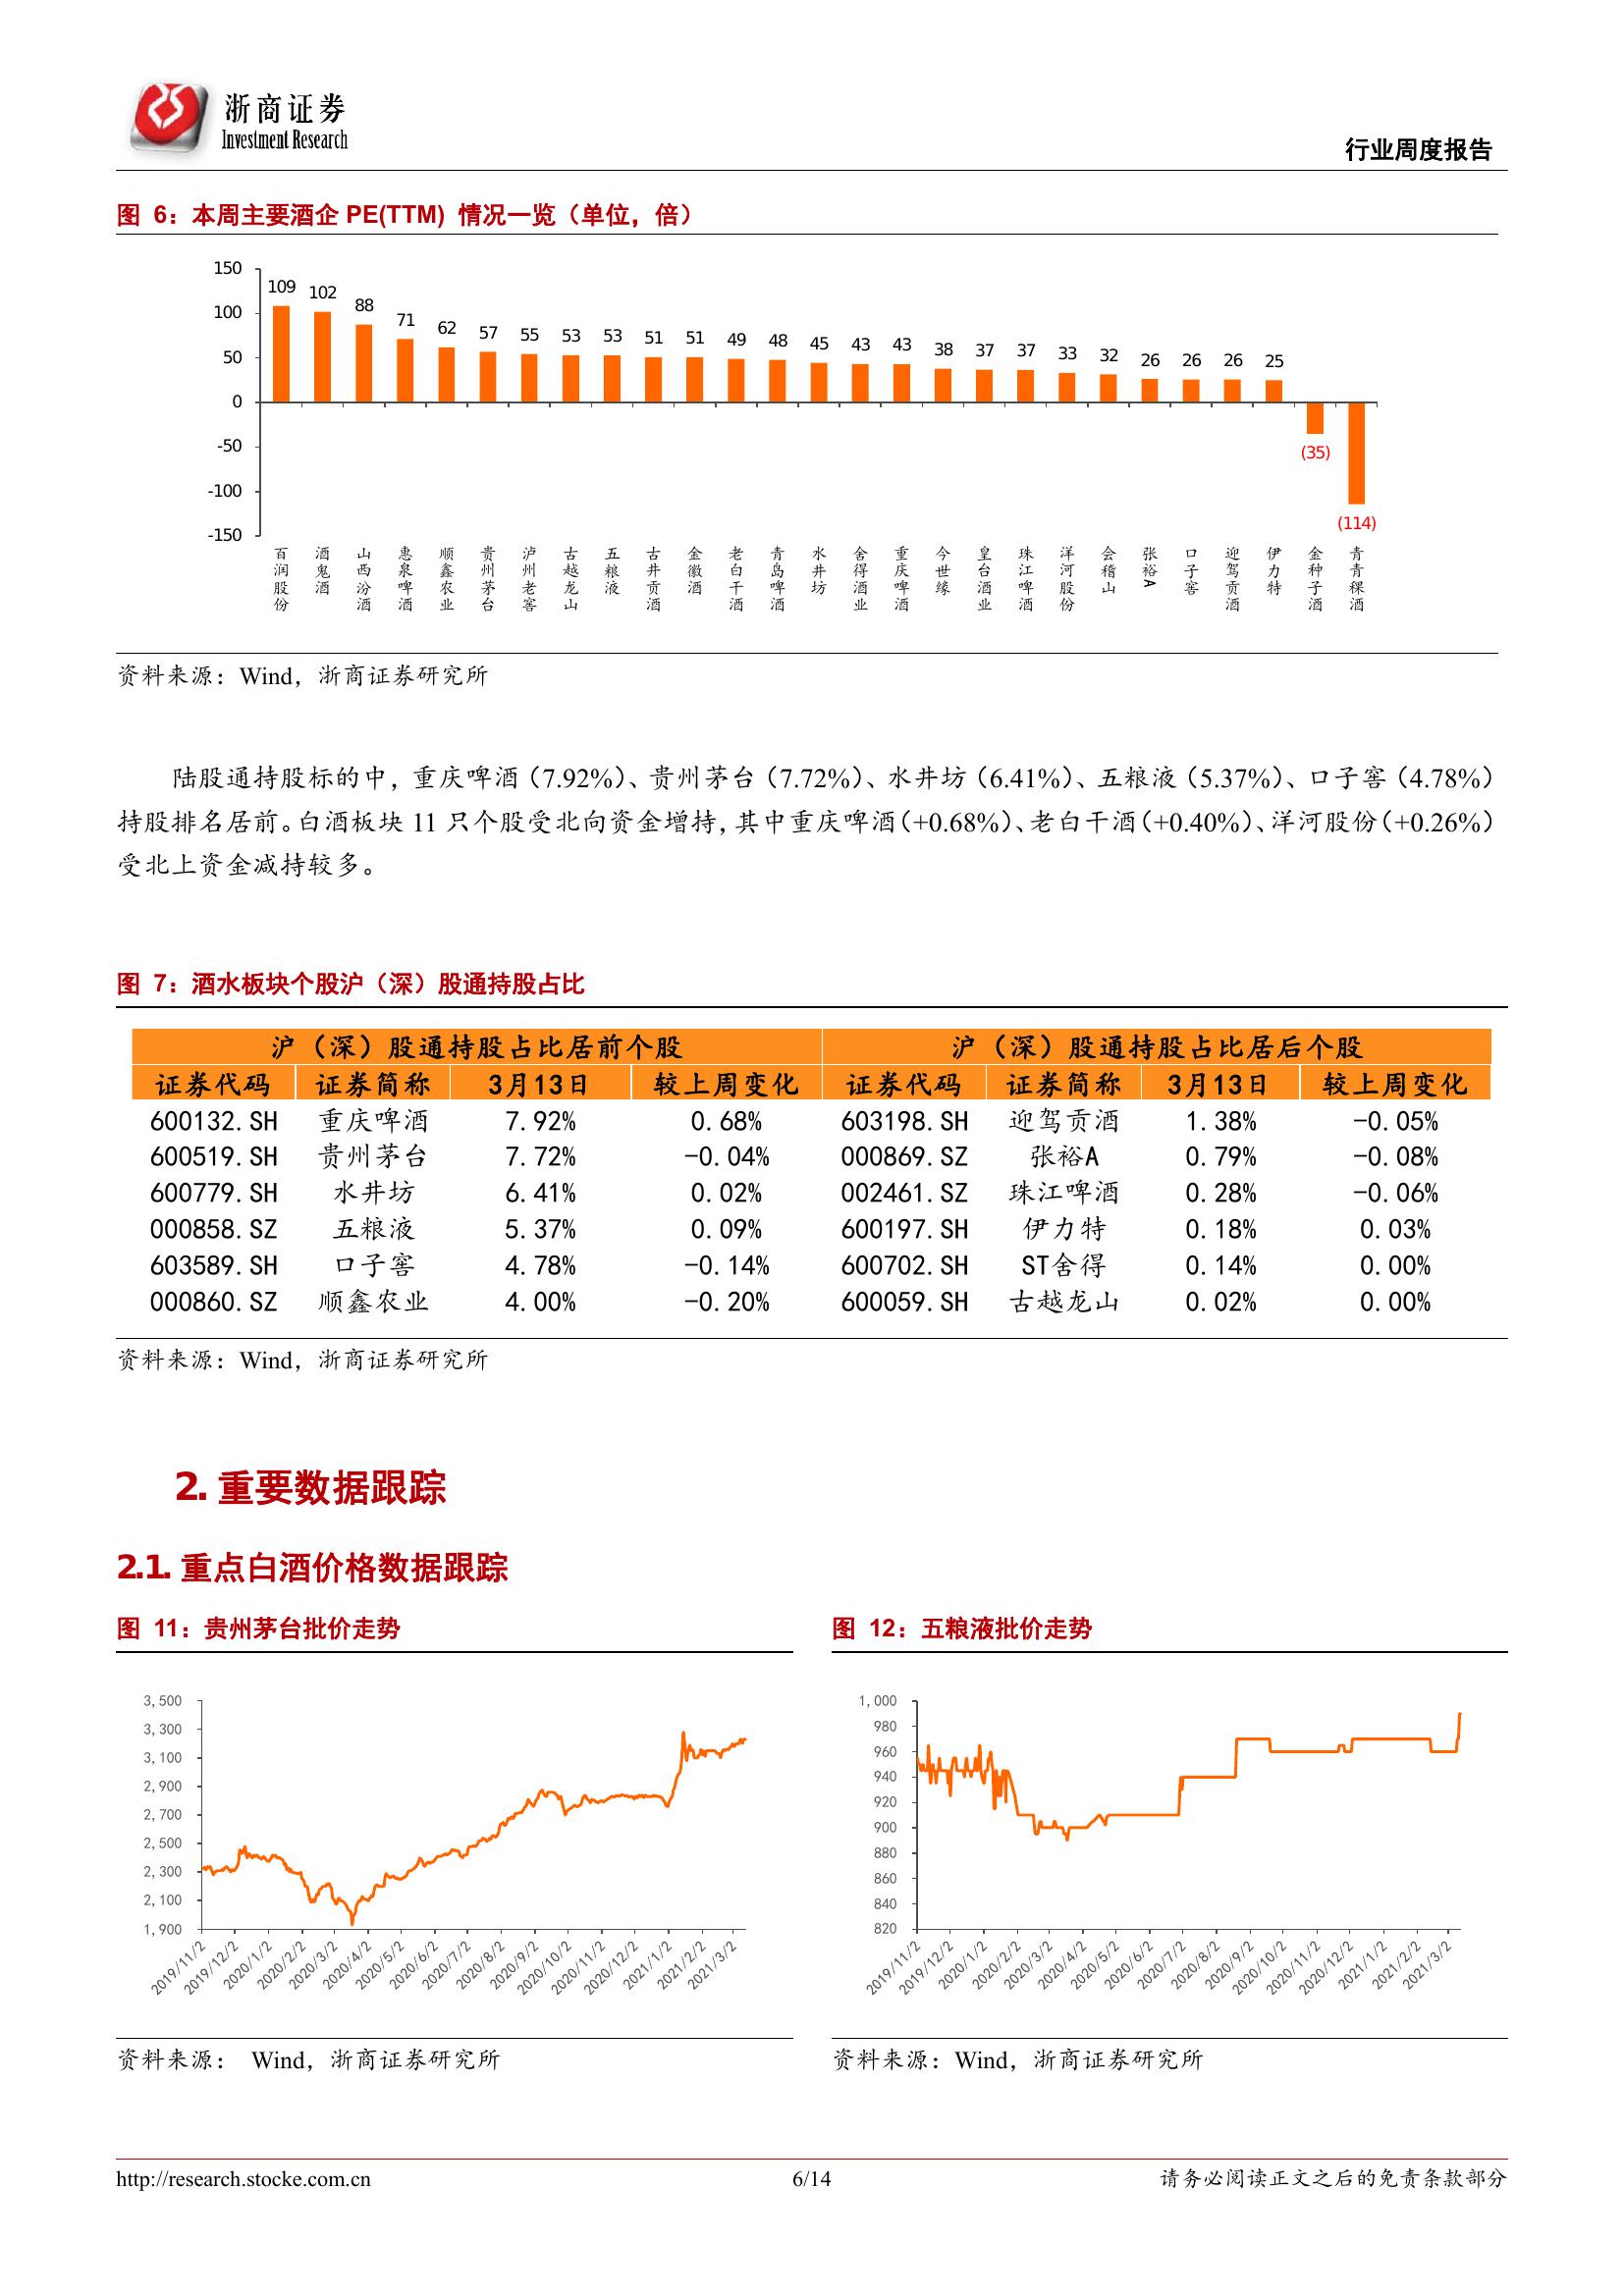 浙商证券
Investment Research
行业周度报告
图 6：本周主要酒企 PE(TTM) 情况一览（单位，倍）
150
100
50
0
-50
-100
-150
109 102 88 71 62 57 55 53 53 51 51 49 48 45 43 43 38 37 37 33 32 26 26 26 25 (35) (114)
百润股份 酒鬼酒 山西汾酒 惠泉啤酒 顺鑫农业 贵州茅台 泸州老窖 古越龙山 五粮液 古井贡酒 金徽酒 老白干酒 青岛啤酒 水井坊 舍得酒业 重庆啤酒 今世缘 皇台酒业 珠江啤酒 洋河股份 会稽山 张裕A 口子窖 迎驾贡酒 伊力特 金种子酒 青青稞酒
资料来源：Wind，浙商证券研究所
陆股通持股标的中，重庆啤酒（7.92%）、贵州茅台（7.72%）、水井坊（6.41%）、五粮液（5.37%）、口子窖（4.78%）
持股排名居前。白酒板块 11 只个股受北向资金增持，其中重庆啤酒（+0.68%）、老白干酒（+0.40%）、洋河股份（+0.26%）
受北上资金减持较多。
图 7：酒水板块个股沪（深）股通持股占比
沪（深）股通持股占比居前个股 沪（深）股通持股占比居后个股
证券代码 证券简称 3月13日 较上周变化 证券代码 证券简称 3月13日 较上周变化
600132.SH 重庆啤酒 7.92% 0.68% 603198.SH 迎驾贡酒 1.38% -0.05%
600519.SH 贵州茅台 7.72% -0.04% 000869.SZ 张裕A 0.79% -0.08%
600779.SH 水井坊 6.41% 0.02% 002461.SZ 珠江啤酒 0.28% -0.06%
000858.SZ 五粮液 5.37% 0.09% 600197.SH 伊力特 0.18% 0.03%
603589.SH 口子窖 4.78% -0.14% 600702.SH ST舍得 0.14% 0.00%
000860.SZ 顺鑫农业 4.00% -0.20% 600059.SH 古越龙山 0.02% 0.00%
资料来源：Wind，浙商证券研究所
2. 重要数据跟踪
2.1. 重点白酒价格数据跟踪
图 11：贵州茅台批价走势
3,500
3,300
3,100
2,900
2,700
2,500
2,300
2,100
1,900
2019/11/2 2019/12/2 2020/1/2 2020/2/2 2020/3/2 2020/4/2 2020/5/2 2020/6/2 2020/7/2 2020/8/2 2020/9/2 2020/10/2 2020/11/2 2020/12/2 2021/1/2 2021/2/2 2021/3/2
资料来源： Wind，浙商证券研究所
图 12：五粮液批价走势
1,000
980
960
940
920
900
880
860
840
820
2019/11/2 2019/12/2 2020/1/2 2020/2/2 2020/3/2 2020/4/2 2020/5/2 2020/6/2 2020/7/2 2020/8/2 2020/9/2 2020/10/2 2020/11/2 2020/12/2 2021/1/2 2021/2/2 2021/3/2
资料来源：Wind，浙商证券研究所
http://research.stocke.com.cn 6/14 请务必阅读正文之后的免责条款部分